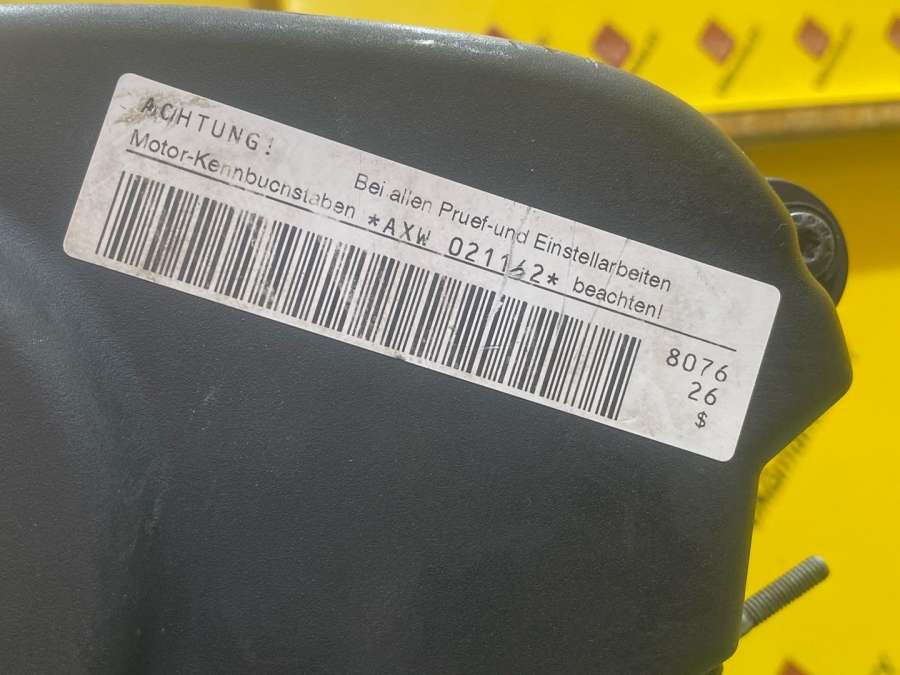 ACHTUNG!
Bei allen Pruef-und Einstellarbeiten
Motor-Kennbuchstaben *AXW 021162* beachten!
8076
26
$